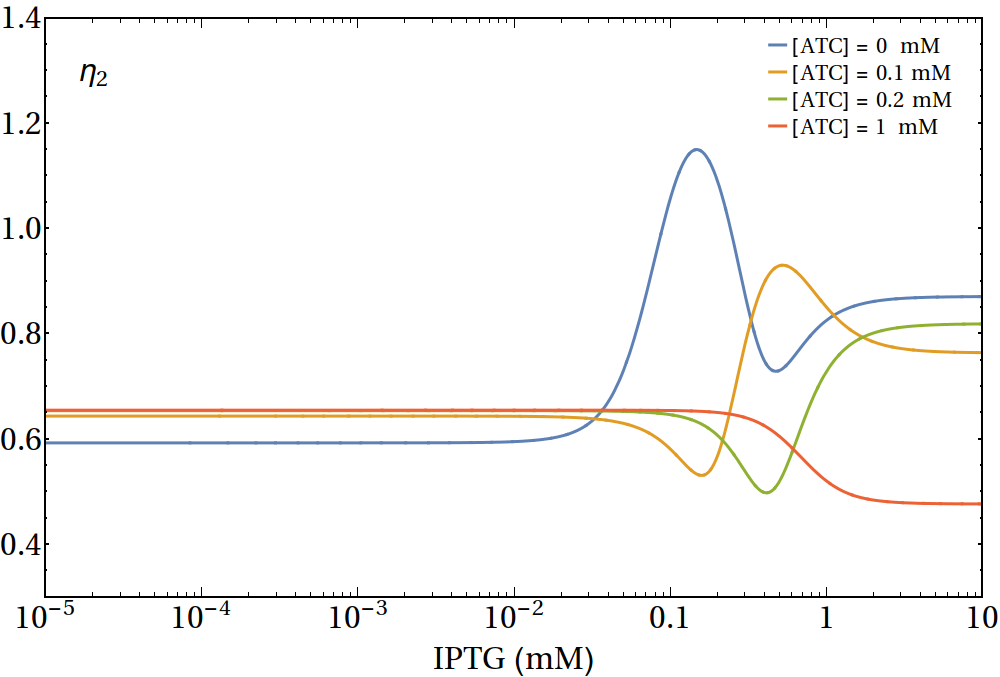 1.4
η2
[ATC] = 0 mM
[ATC] = 0.1 mM
[ATC] = 0.2 mM
[ATC] = 1 mM
1.2
1.0
0.8
0.6
0.4
10⁻⁵ 10⁻⁴ 10⁻³ 10⁻² 0.1 1 10
IPTG (mM)